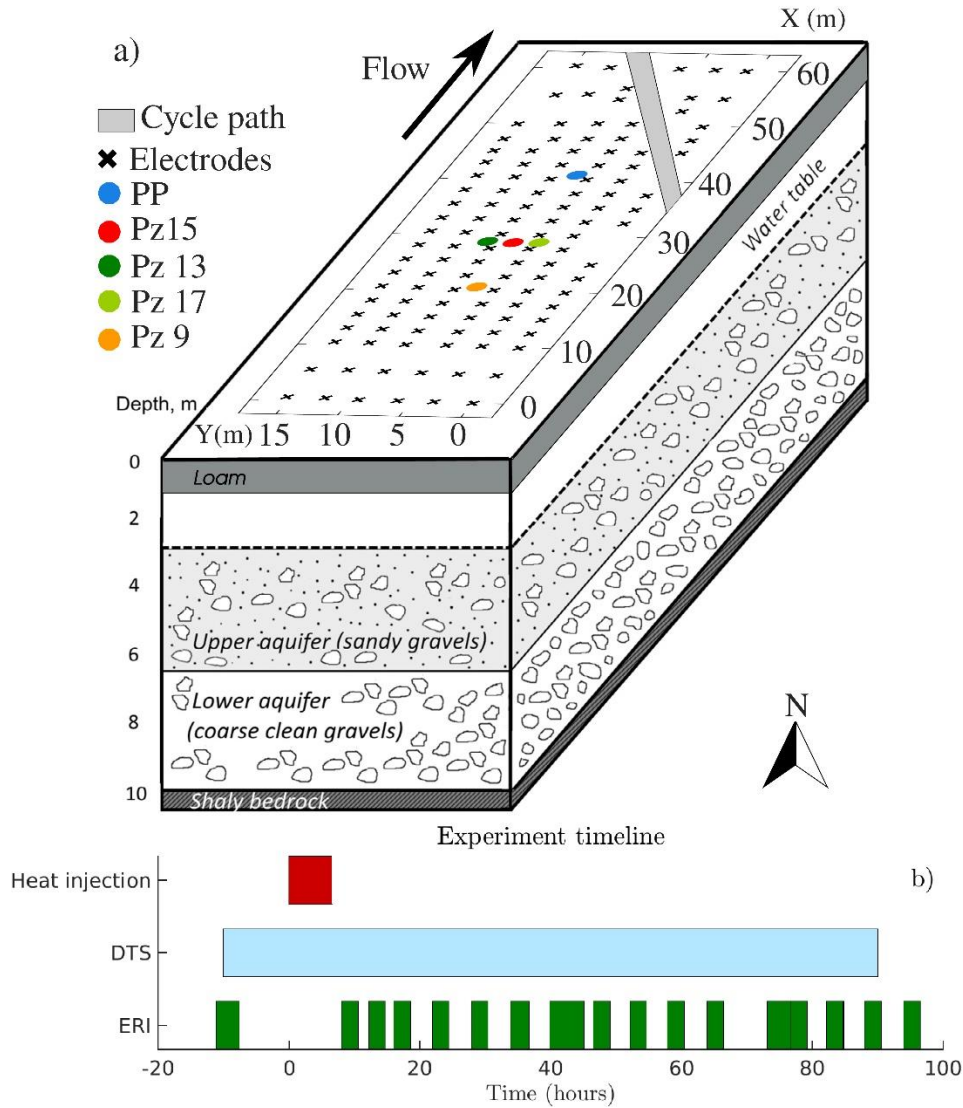 a)
Flow
X (m)
Cycle path
Electrodes
PP
Pz15
Pz 13
Pz 17
Pz 9
60
50
40
30
20
10
0
Water table
Depth, m
Y(m) 15 10 5 0
0
Loam
2
4
Upper aquifer (sandy gravels)
6
Lower aquifer
(coarse clean gravels)
8
N
10
Shaly bedrock
Experiment timeline
b)
Heat injection
DTS
ERI
-20 0 20 40 60 80 100
Time (hours)